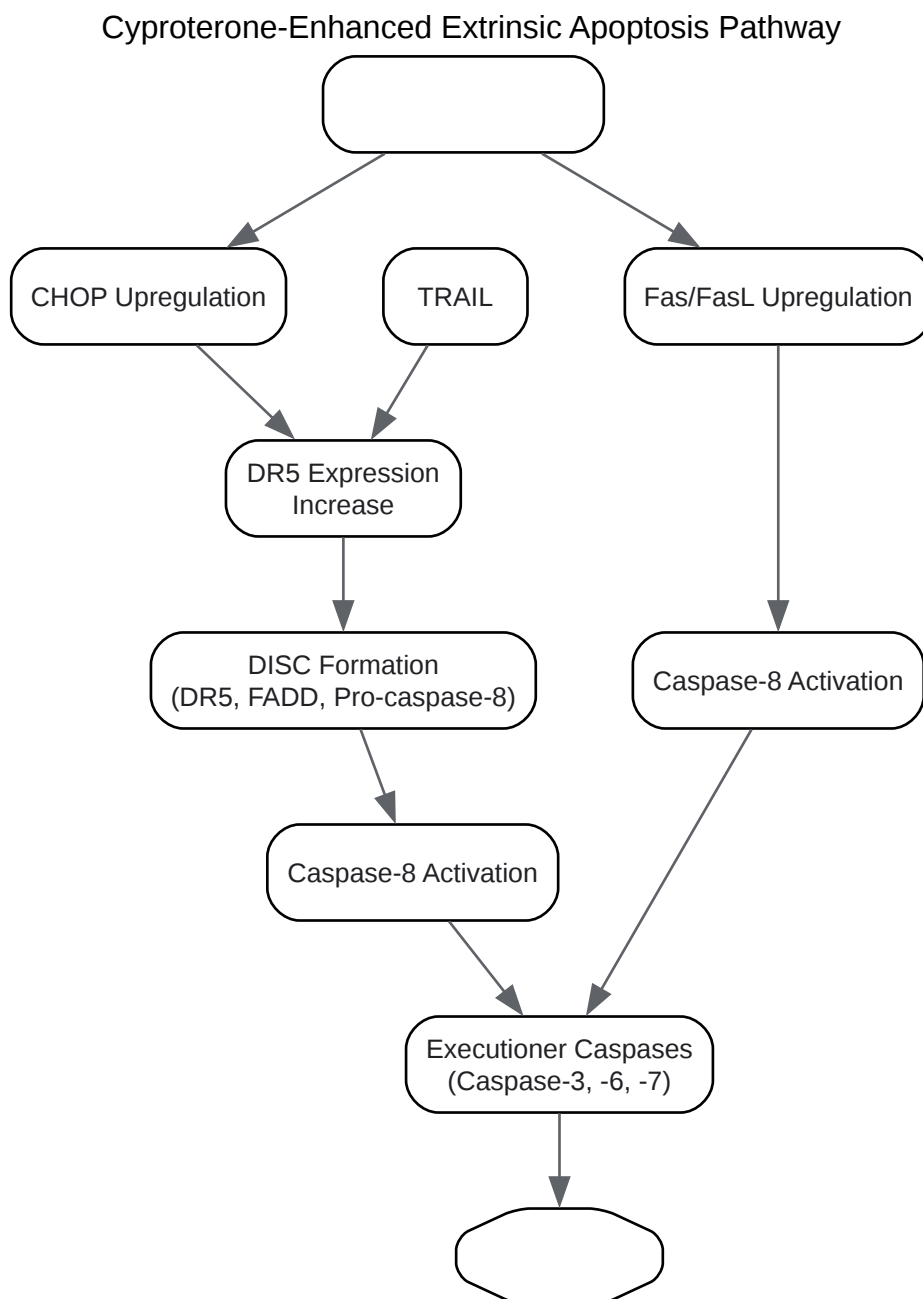 Cyproterone-Enhanced Extrinsic Apoptosis Pathway
CHOP Upregulation
TRAIL
Fas/FasL Upregulation
DR5 Expression
Increase
DISC Formation
(DR5, FADD, Pro-caspase-8)
Caspase-8 Activation
Caspase-8 Activation
Executioner Caspases
(Caspase-3, -6, -7)